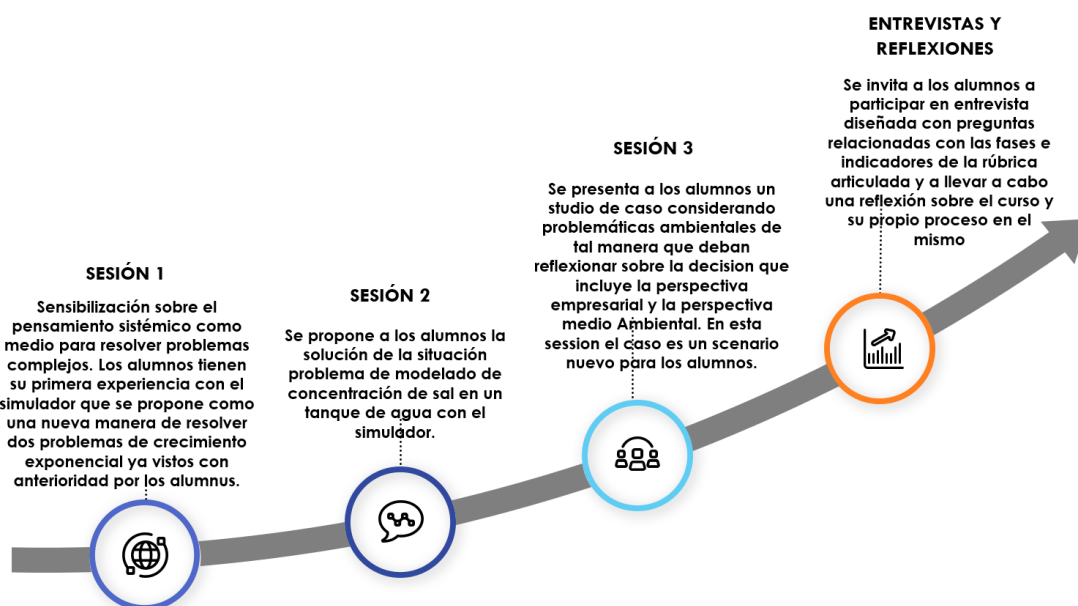 SESIÓN 1
Sensibilización sobre el
pensamiento sistémico como
medio para resolver problemas
complejos. Los alumnos tienen
su primera experiencia con el
simulador que se propone como
una nueva manera de resolver
dos problemas de crecimiento
exponencial ya vistos con
anterioridad por los alumnus.
SESIÓN 2
Se propone a los alumnos la
solución de la situación
problema de modelado de
concentración de sal en un
tanque de agua con el
simulador.
SESIÓN 3
Se presenta a los alumnos un
studio de caso considerando
problemáticas ambientales de
tal manera que deban
reflexionar sobre la decision que
incluye la perspectiva
empresarial y la perspectiva
medio Ambiental. En esta
session el caso es un scenario
nuevo para los alumnos.
ENTREVISTAS Y
REFLEXIONES
Se invita a los alumnos a
participar en entrevista
diseñada con preguntas
relacionadas con las fases e
indicadores de la rúbrica
articulada y a llevar a cabo
una reflexión sobre el curso y
su propio proceso en el
mismo